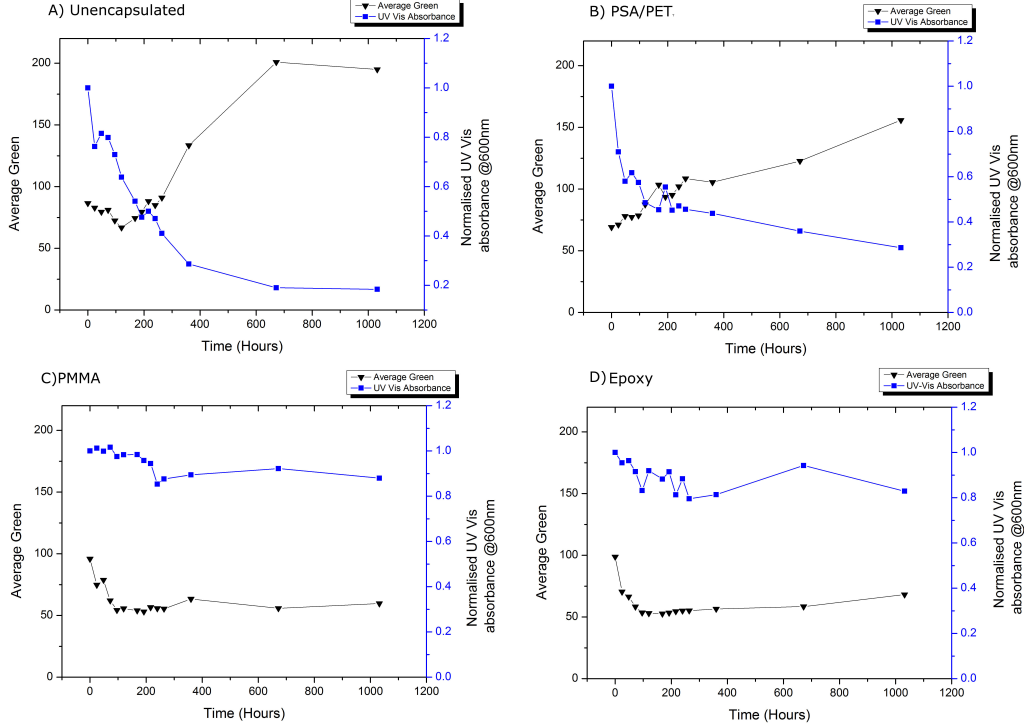 A) Unencapsulated
Average Green
UV Vis Absorbance
200
150
100
50
0
1.2
1.0
0.8
0.6
0.4
0.2
0
200
400
600
800
1000
1200
Average Green
Normalised UV Vis
absorbance @600nm
Time (Hours)
B) PSA/PET.
Average Green
UV Vis Absorbance
200
150
100
50
0
1.2
1.0
0.8
0.6
0.4
0.2
0.0
0
200
400
600
800
1000
1200
Average Green
Normalised UV Vis
absorbance @600nm
Time (Hours)
C)PMMA
Average Green
UV Vis Absorbance
200
150
100
50
0
1.2
1.0
0.8
0.6
0.4
0.2
0.0
0
200
400
600
800
1000
1200
Average Green
Normalised UV Vis
absorbance @600nm
Time (Hours)
D)Epoxy
Average Green
UV-Vis Absorbance
200
150
100
50
0
1.2
1.0
0.8
0.6
0.4
0.2
0.0
0
200
400
600
800
1000
1200
Average Green
Normalised UV Vis
absorbance @600nm
Time (Hours)